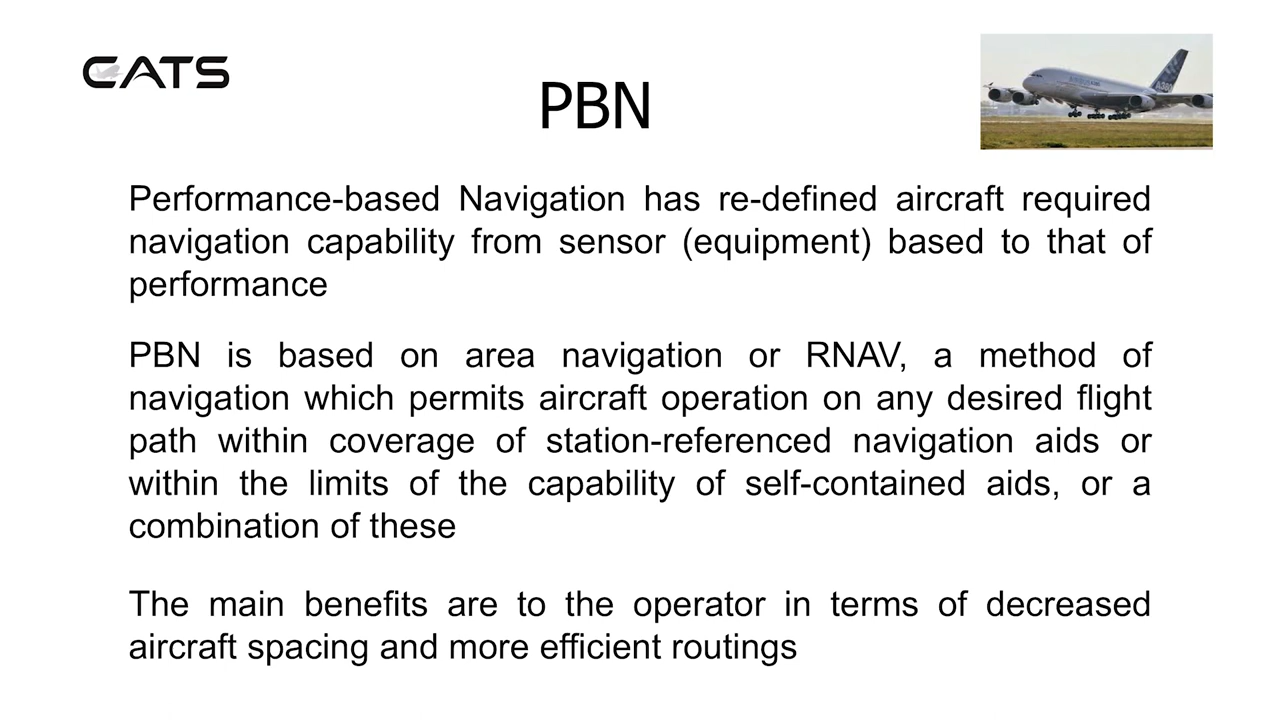 CATS
PBN
Performance-based Navigation has re-defined aircraft required
navigation capability from sensor (equipment) based to that of
performance
PBN is based on area navigation or RNAV, a method of
navigation which permits aircraft operation on any desired flight
path within coverage of station-referenced navigation aids or
within the limits of the capability of self-contained aids, or a
combination of these
The main benefits are to the operator in terms of decreased
aircraft spacing and more efficient routings